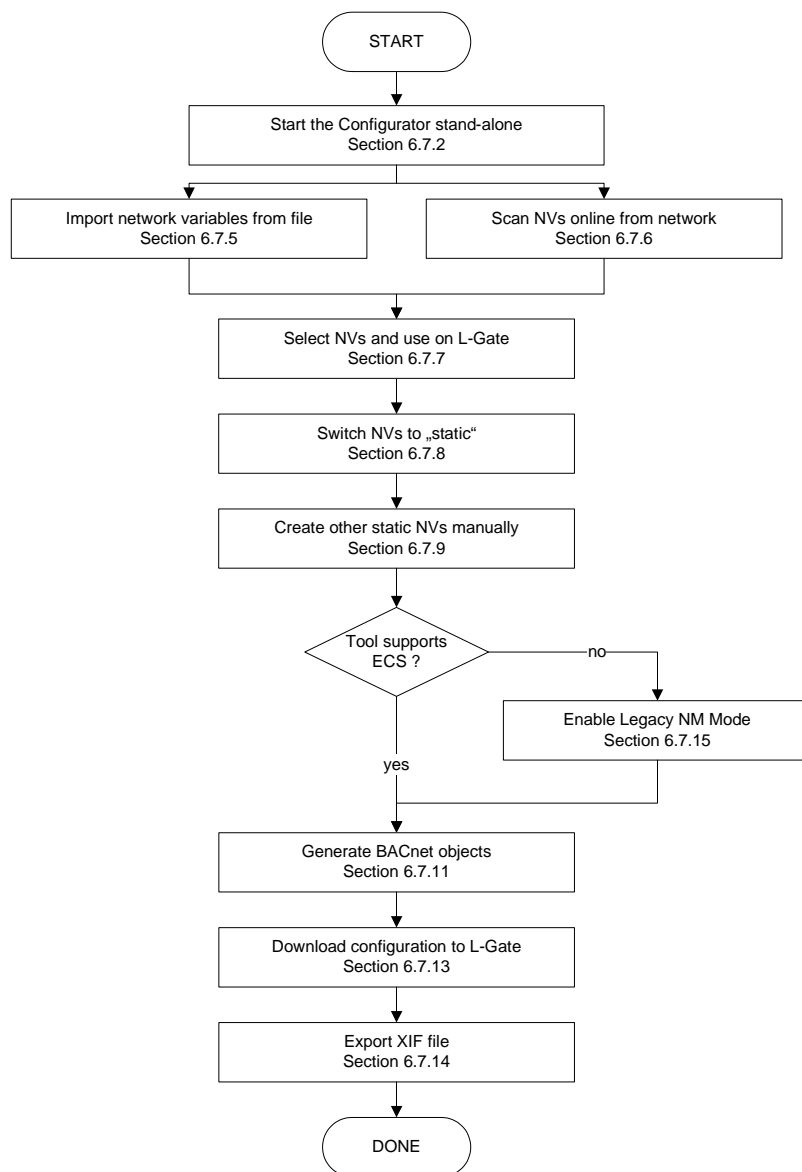 START
Start the Configurator stand-alone
Section 6.7.2
Import network variables from file
Section 6.7.5
Scan NVs online from network
Section 6.7.6
Select NVs and use on L-Gate
Section 6.7.7
Switch NVs to „static“
Section 6.7.8
Create other static NVs manually
Section 6.7.9
Tool supports
ECS ?
no
Enable Legacy NM Mode
Section 6.7.15
yes
Generate BACnet objects
Section 6.7.11
Download configuration to L-Gate
Section 6.7.13
Export XIF file
Section 6.7.14
DONE